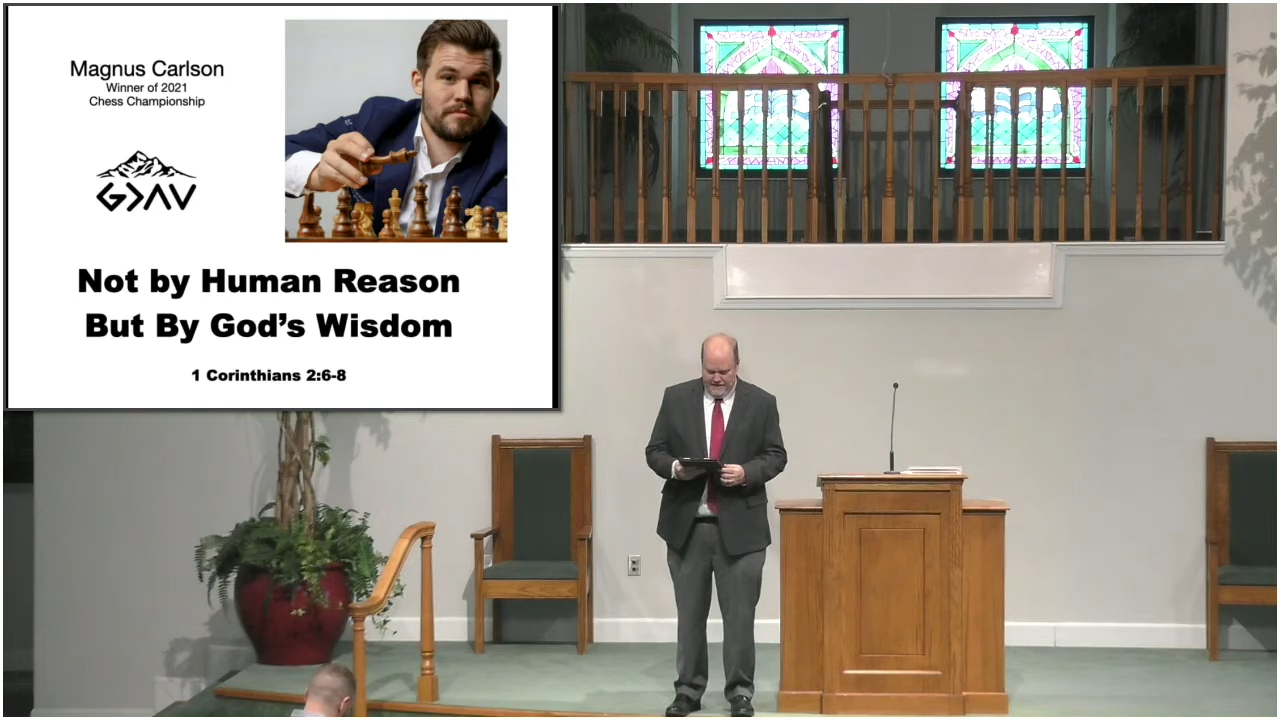 Magnus Carlson
Winner of 2021
Chess Championship
G>ΛV
Not by Human Reason
But By God's Wisdom
1 Corinthians 2:6-8